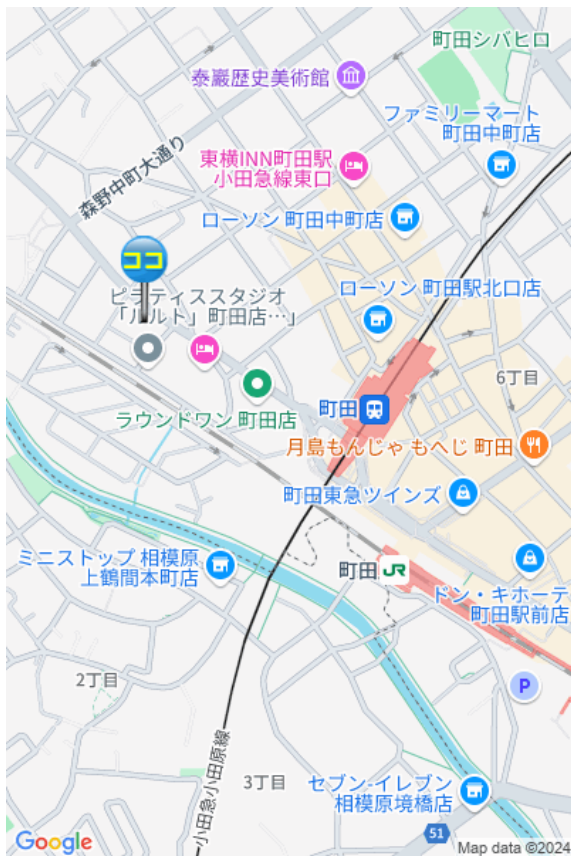 町田シバヒロ
泰巖歴史美術館
ファミリーマート
町田中町店
東横INN町田駅
小田急線東口
森野中町大通り
ローソン 町田中町店
ココ
ピラティススタジオ
「ルルト」町田店…」
ローソン 町田駅北口店
6丁目
町田
ラウンドワン 町田店
月島もんじゃ もへじ 町田
町田東急ツインズ
ミニストップ 相模原
上鶴間本町店
町田
JR
ドン・キホーテ
町田駅前店
2丁目
P
小田急小田原線
3丁目
セブン-イレブン
相模原境橋店
51
Google
Map data ©2024